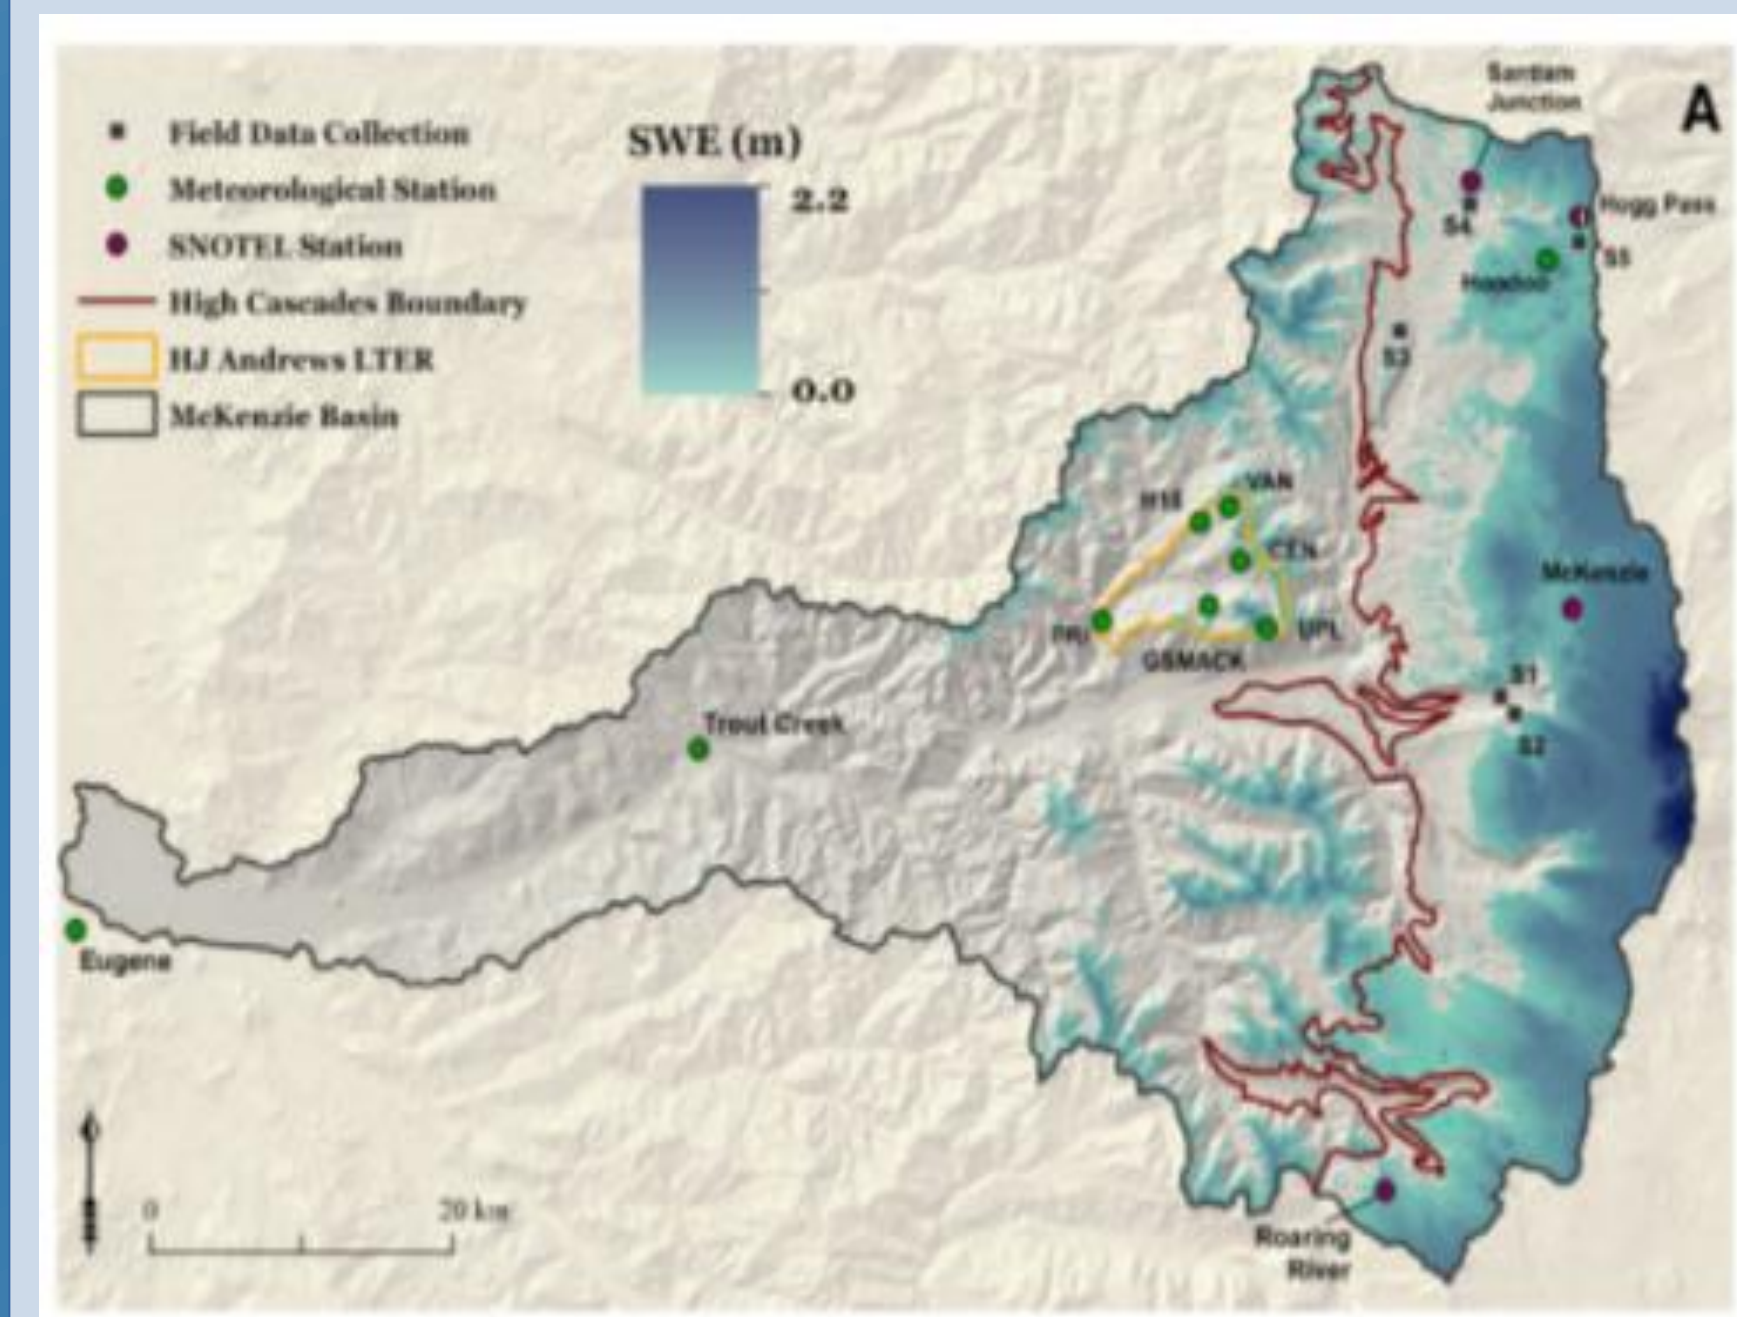 Field Data Collection
Meteorological Station
SNOTEL Station
High Cascades Boundary
HJ Andrews LTER
McKenzie Basin
SWE (m)
2.2
0.0
A
Junction
Hogg Pass
S4
S5
Hoodoo
S3
VAN
H15
CEN
PRI
UPL
GSMACK
McKenzie
S1
S2
Trout Creek
Eugene
0
20 km
Roaring
River